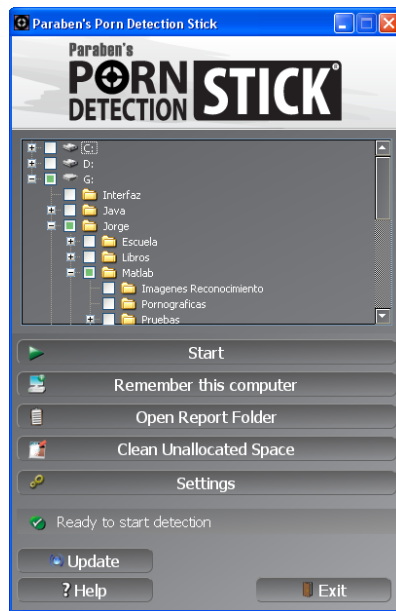 Paraben's Porn Detection Stick
Paraben's
PORN
DETECTION
STICK®
C:
D:
G:
Interfaz
Java
Jorge
Escuela
Libros
Matlab
Imagenes Reconocimiento
Pornograficas
Pruebas
Start
Remember this computer
Open Report Folder
Clean Unallocated Space
Settings
Ready to start detection
Update
? Help
Exit